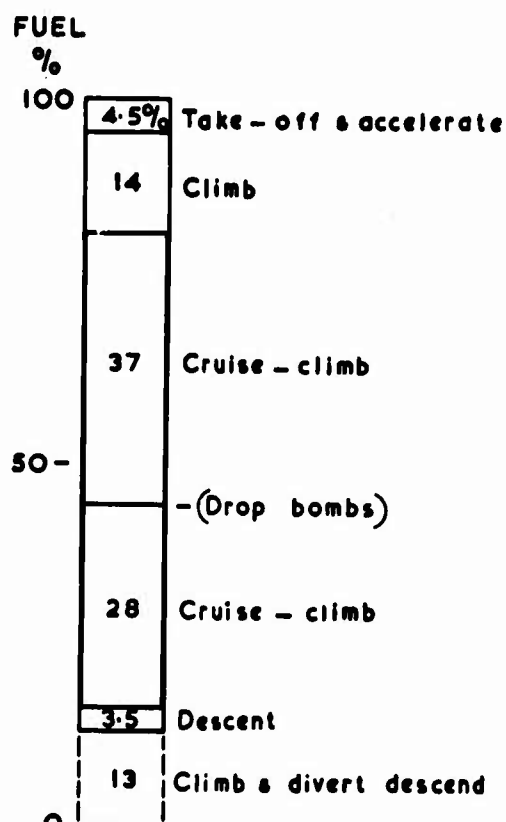 FUEL
%
100
4.5% Take-off & accelerate
14 Climb
37 Cruise-climb
50-
-(Drop bombs)
28 Cruise-climb
3.5 Descent
13 Climb & divert descend
0